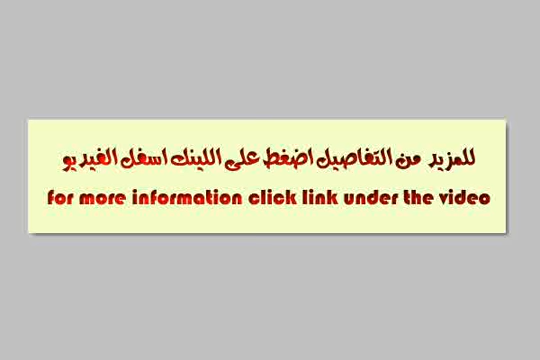 للمزيد من التفاصيل اضغط على اللينك اسفل الفيديو
for more information click link under the video